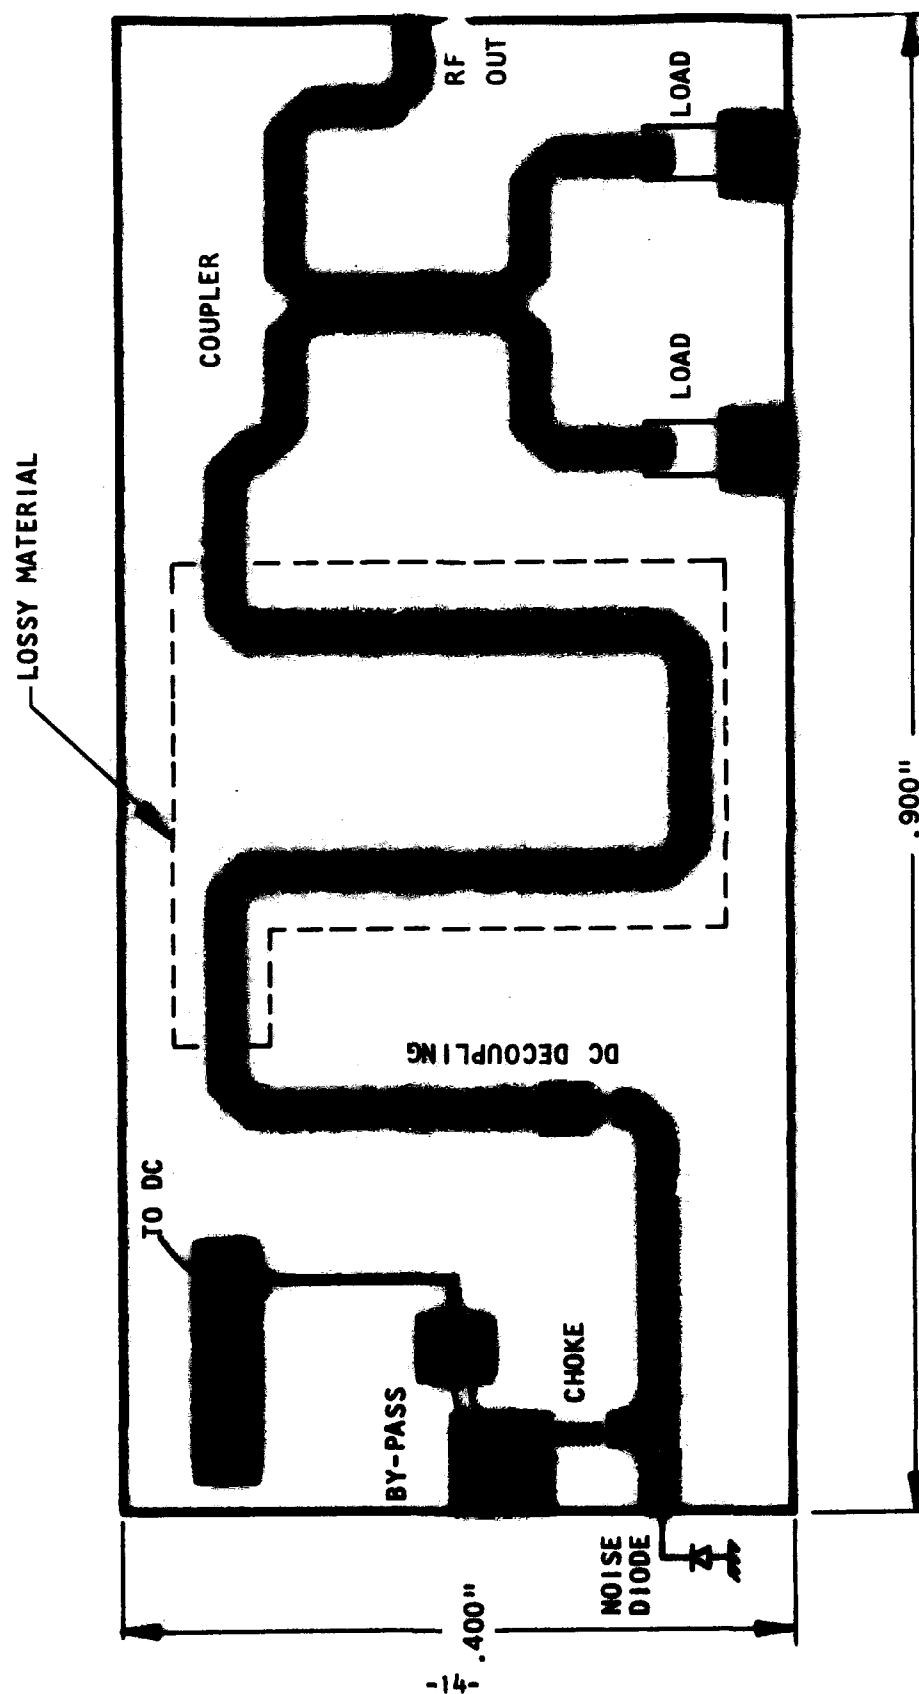 LOSSY MATERIAL
COUPLER
RF
OUT
LOAD
LOAD
DC DECOUPLING
TO DC
BY-PASS
CHOKE
NOISE
DIODE
.400"
.900"
-14-